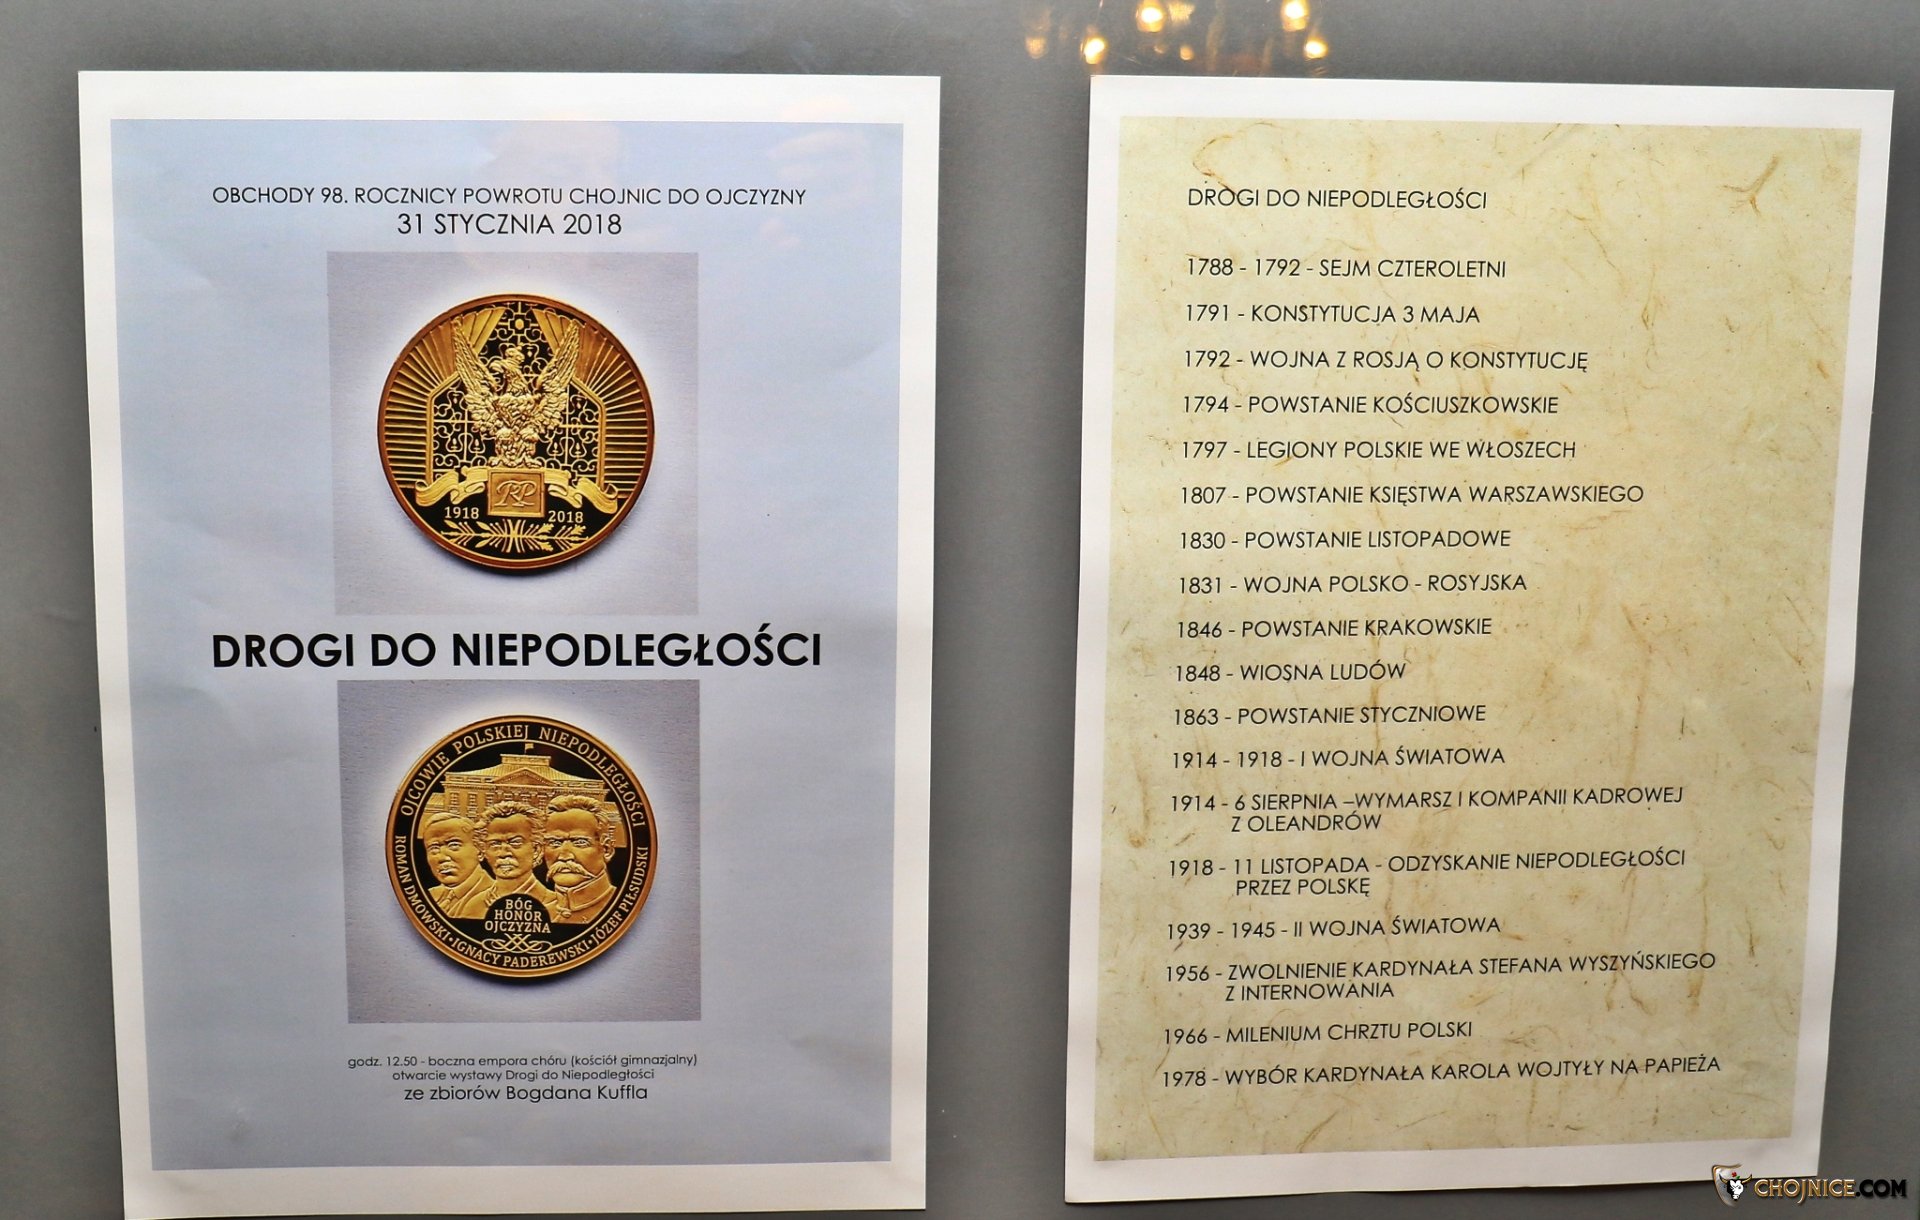 OBCHODY 98. ROCZNICY POWROTU CHOJNIC DO OJCZYZNY
31 STYCZNIA 2018
RP
1918 2018
DROGI DO NIEPODLEGŁOŚCI
OJCOWIE POLSKIEJ NIEPODLEGŁOŚCI
ROMAN DMOWSKI • IGNACY PADEREWSKI • JÓZEF PIŁSUDSKI
BÓG
HONOR
OJCZYZNA
godz. 12.50 - boczna empora chóru (kościół gimnazjalny)
otwarcie wystawy Drogi do Niepodległości
ze zbiorów Bogdana Kuffla
DROGI DO NIEPODLEGŁOŚCI
1788 - 1792 - SEJM CZTEROLETNI
1791 - KONSTYTUCJA 3 MAJA
1792 - WOJNA Z ROSJĄ O KONSTYTUCJĘ
1794 - POWSTANIE KOŚCIUSZKOWSKIE
1797 - LEGIONY POLSKIE WE WŁOSZECH
1807 - POWSTANIE KSIĘSTWA WARSZAWSKIEGO
1830 - POWSTANIE LISTOPADOWE
1831 - WOJNA POLSKO - ROSYJSKA
1846 - POWSTANIE KRAKOWSKIE
1848 - WIOSNA LUDÓW
1863 - POWSTANIE STYCZNIOWE
1914 - 1918 - I WOJNA ŚWIATOWA
1914 - 6 SIERPNIA –WYMARSZ I KOMPANII KADROWEJ
Z OLEANDRÓW
1918 - 11 LISTOPADA - ODZYSKANIE NIEPODLEGŁOŚCI
PRZEZ POLSKĘ
1939 - 1945 - II WOJNA ŚWIATOWA
1956 - ZWOLNIENIE KARDYNAŁA STEFANA WYSZYŃSKIEGO
Z INTERNOWANIA
1966 - MILENIUM CHRZTU POLSKI
1978 - WYBÓR KARDYNAŁA KAROLA WOJTYŁY NA PAPIEŻA
CHOJNICE.COM